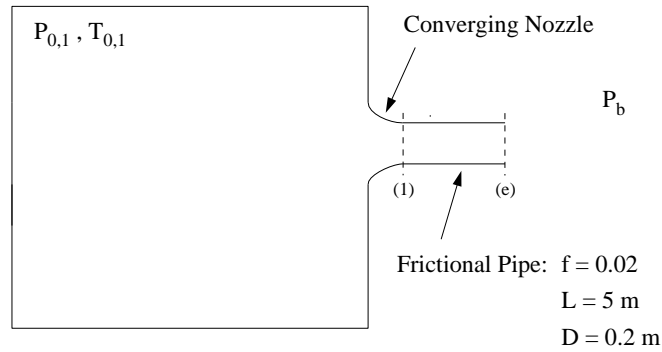 Converging Nozzle
P0,1 , T0,1
Pb
(1)
(e)
Frictional Pipe: f = 0.02
L = 5 m
D = 0.2 m